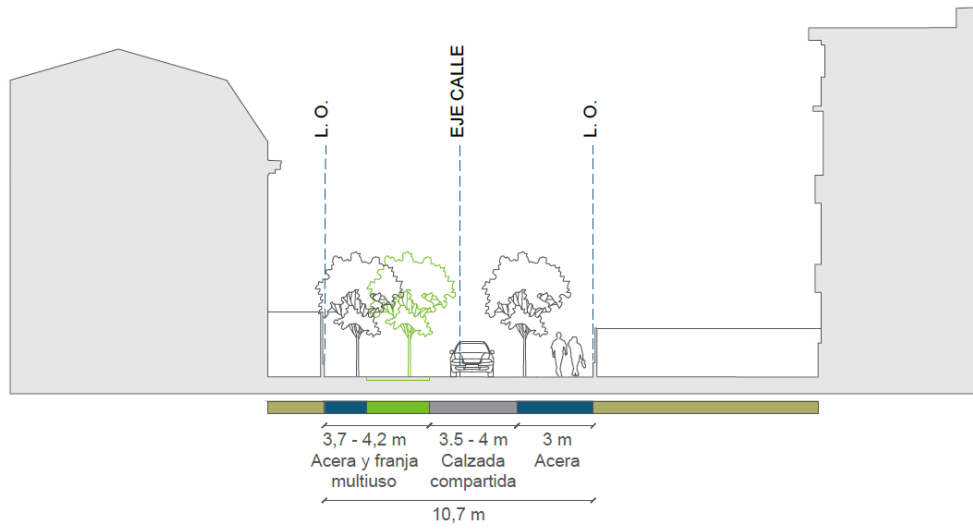 L. O.
EJE CALLE
L. O.
3,7 - 4,2 m
Acera y franja
multiuso
3.5 - 4 m
Calzada
compartida
3 m
Acera
10,7 m